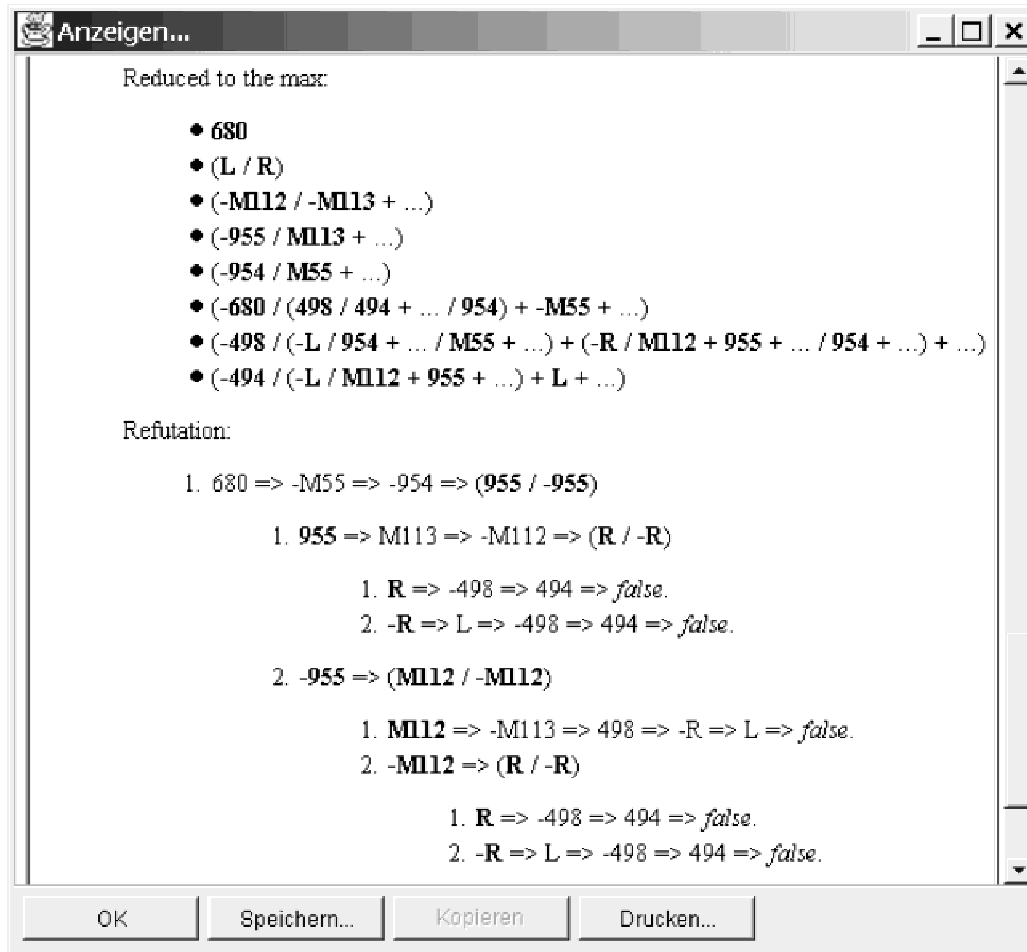 Anzeigen...
Reduced to the max:
• 680
• (L / R)
• (-M112 / -M113 + ...)
• (-955 / M113 + ...)
• (-954 / M55 + ...)
• (-680 / (498 / 494 + ... / 954) + -M55 + ...)
• (-498 / (-L / 954 + ... / M55 + ...) + (-R / M112 + 955 + ... / 954 + ...) + ...)
• (-494 / (-L / M112 + 955 + ...) + L + ...)
Refutation:
1. 680 => -M55 => -954 => (955 / -955)
1. 955 => M113 => -M112 => (R / -R)
1. R => -498 => 494 => false.
2. -R => L => -498 => 494 => false.
2. -955 => (M112 / -M112)
1. M112 => -M113 => 498 => -R => L => false.
2. -M112 => (R / -R)
1. R => -498 => 494 => false.
2. -R => L => -498 => 494 => false.
OK Speichern... Kopieren Drucken...